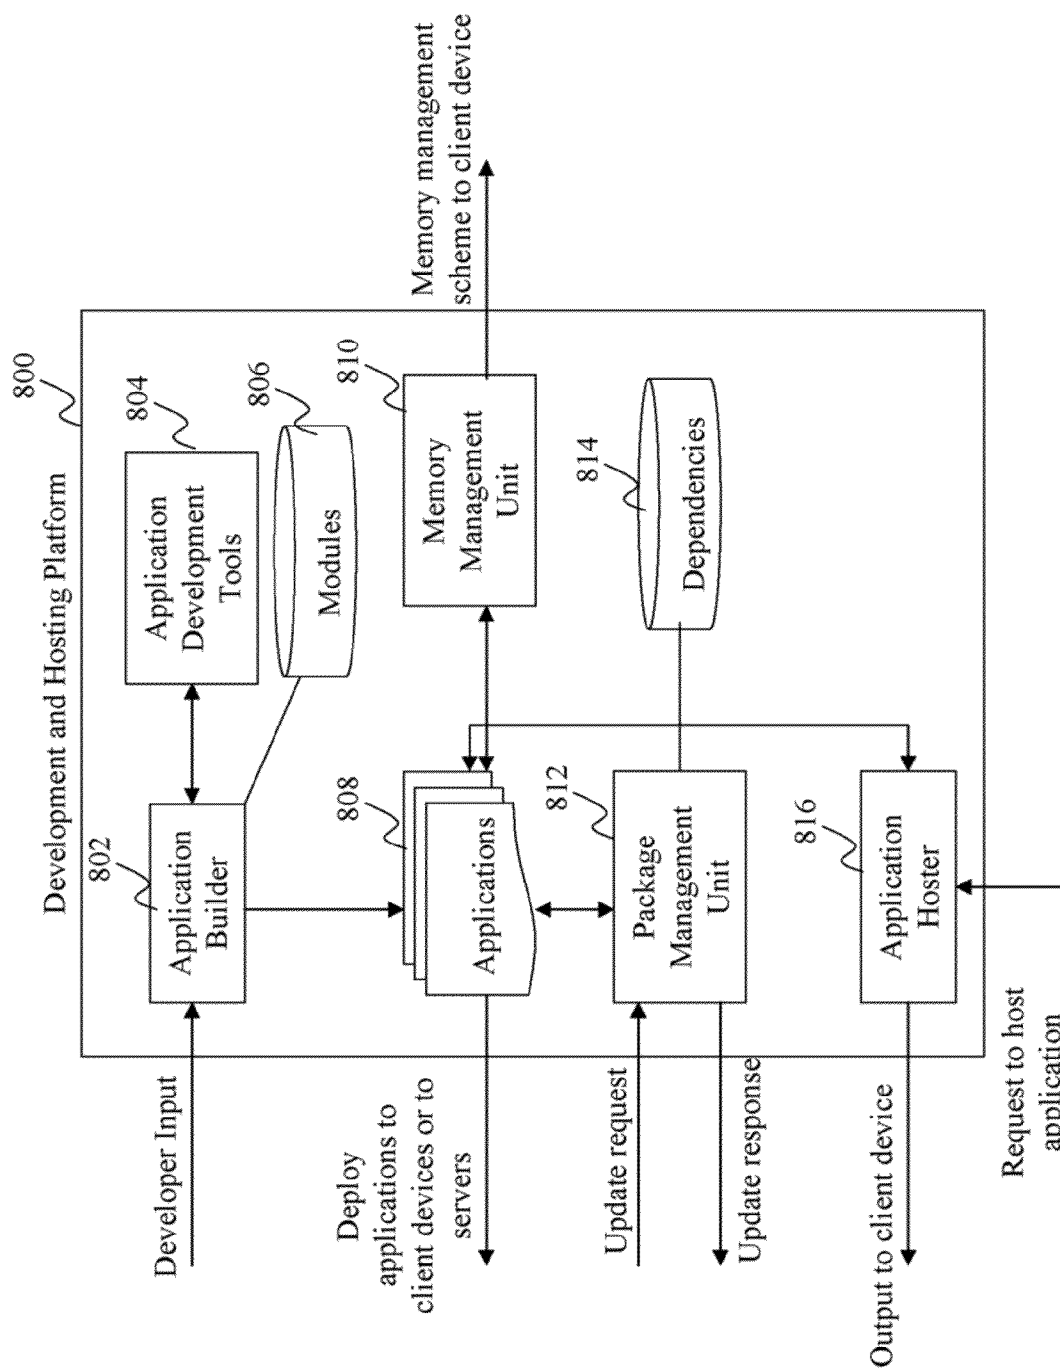 Development and Hosting Platform
800
Developer Input
802
Application
Builder
Application
Development
Tools
804
Modules
806
Deploy
applications to
client devices or to
servers
808
Applications
Memory
Management
Unit
810
Memory management
scheme to client device
Update request
Update response
812
Package
Management
Unit
Dependencies
814
Output to client device
816
Application
Hoster
Request to host
application